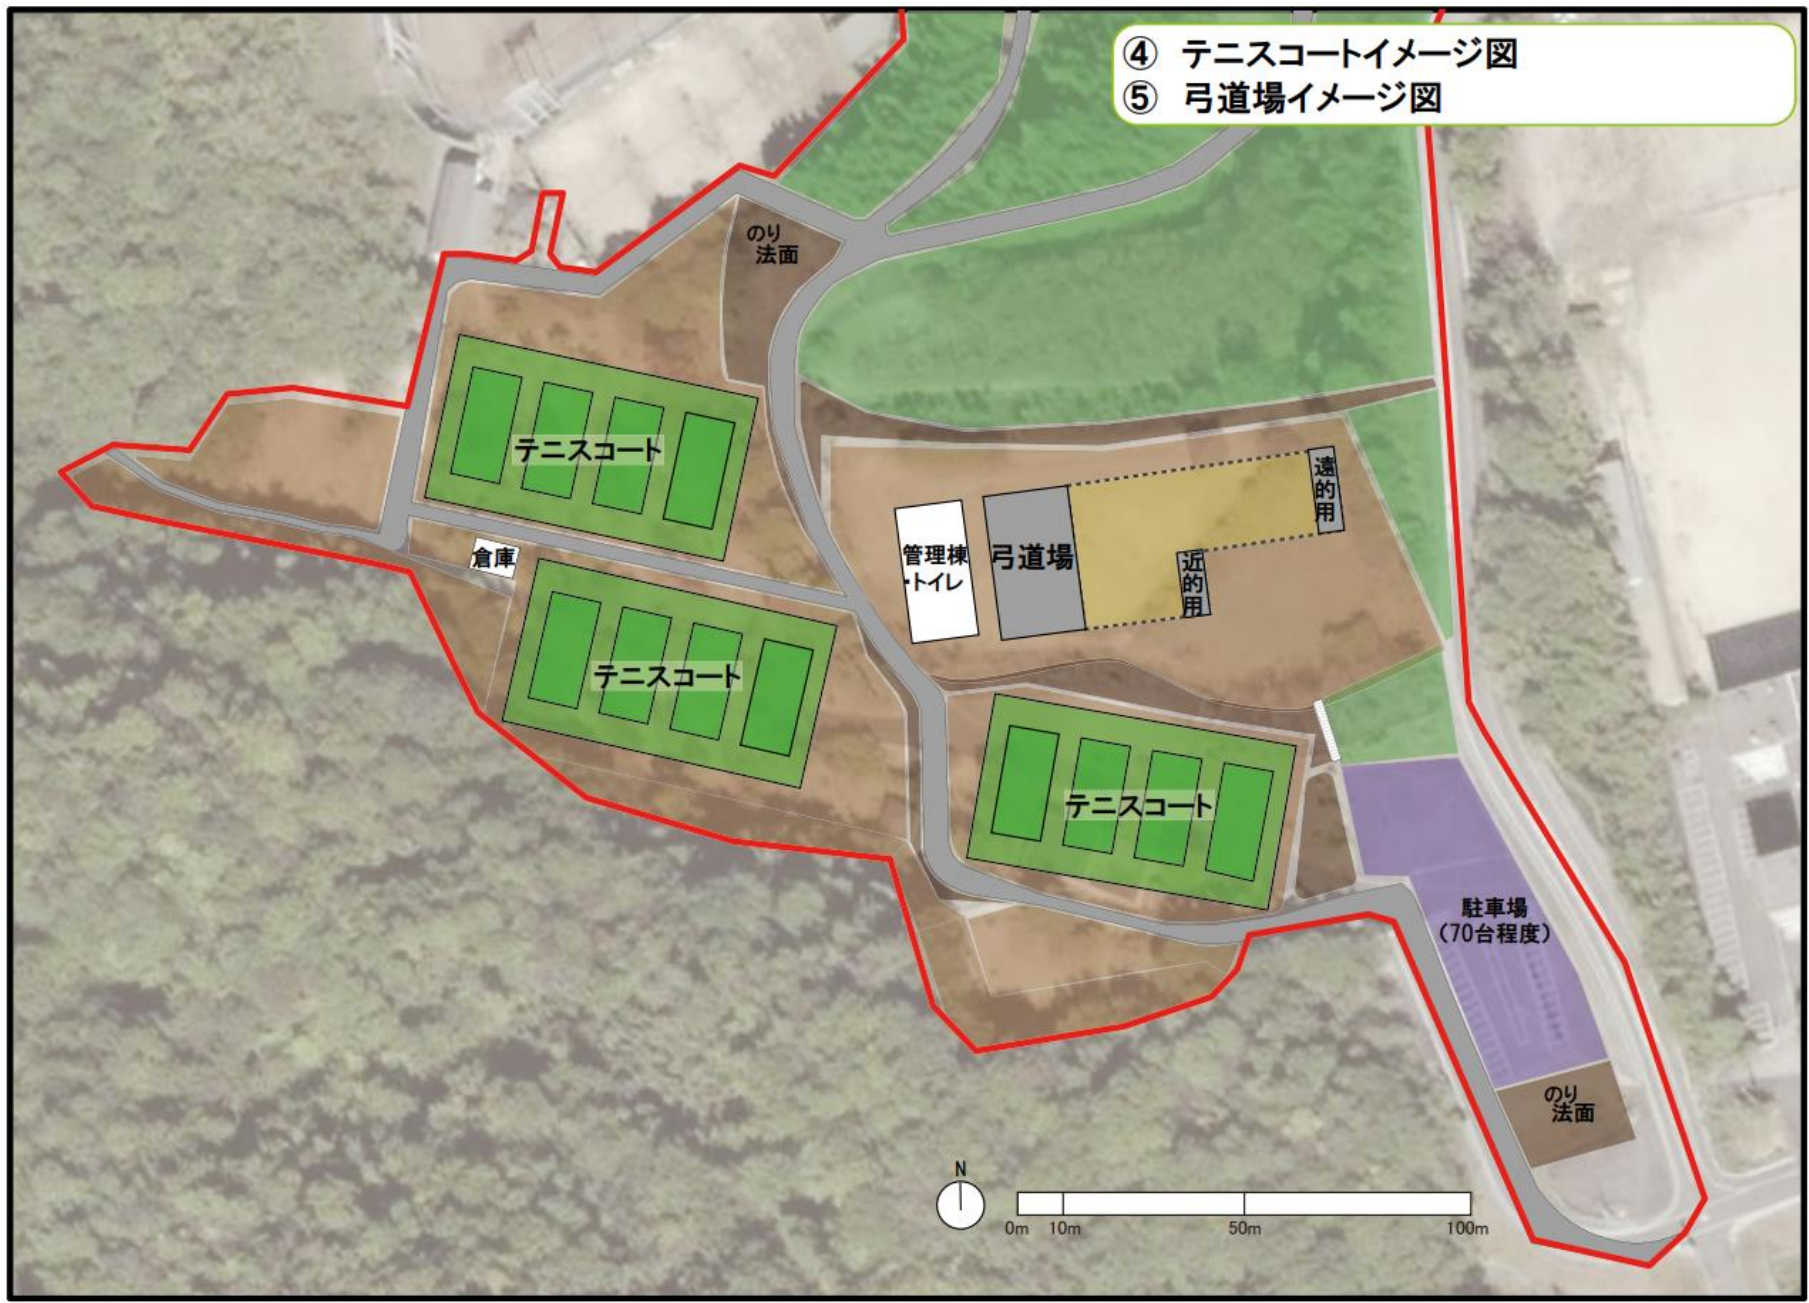 ④ テニスコートイメージ図
⑤ 弓道場イメージ図
のり
法面
テニスコート
遠的用
倉庫
管理棟
・トイレ
弓道場
近的用
テニスコート
テニスコート
駐車場
（70台程度）
のり
法面
N
0m 10m 50m 100m